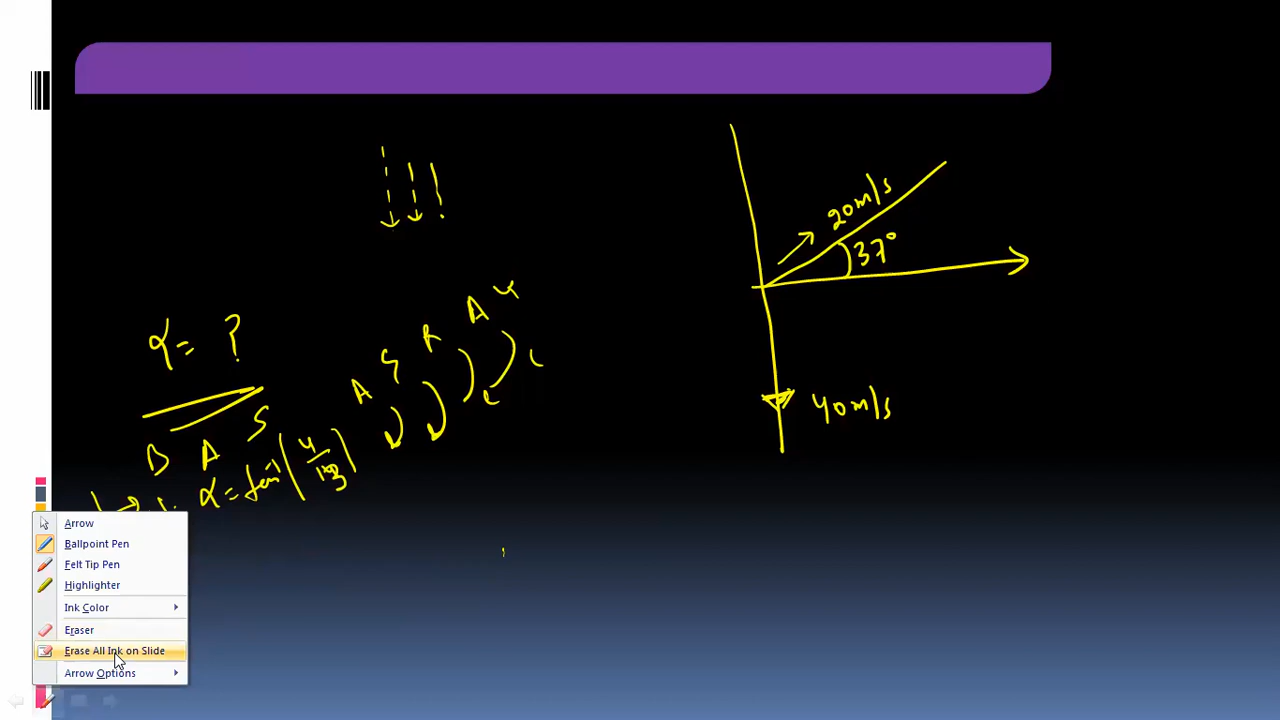 20m/s
37°
α = ?
40m/s
B A S
A S K A Y
α = tan⁻¹(4/13)
Arrow
Ballpoint Pen
Felt Tip Pen
Highlighter
Ink Color
Eraser
Erase All Ink on Slide
Arrow Options